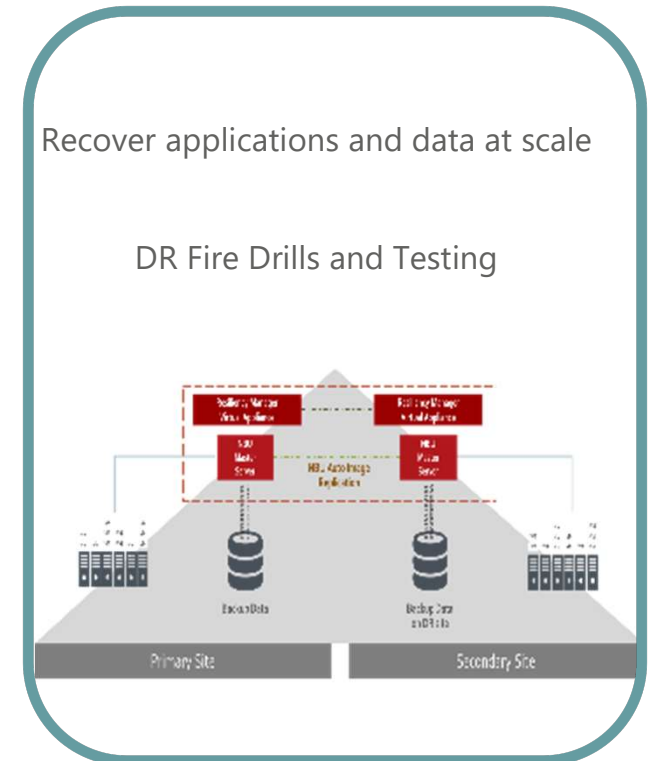 Recover applications and data at scale
DR Fire Drills and Testing
Resiliency Manager
Virtual Appliance
Resiliency Manager
Virtual Appliance
NBU
Master
Server
NBU
Master
Server
NBU Auto Image
Replication
Backup Data
Backup Data
on DR site
Primary Site
Secondary Site